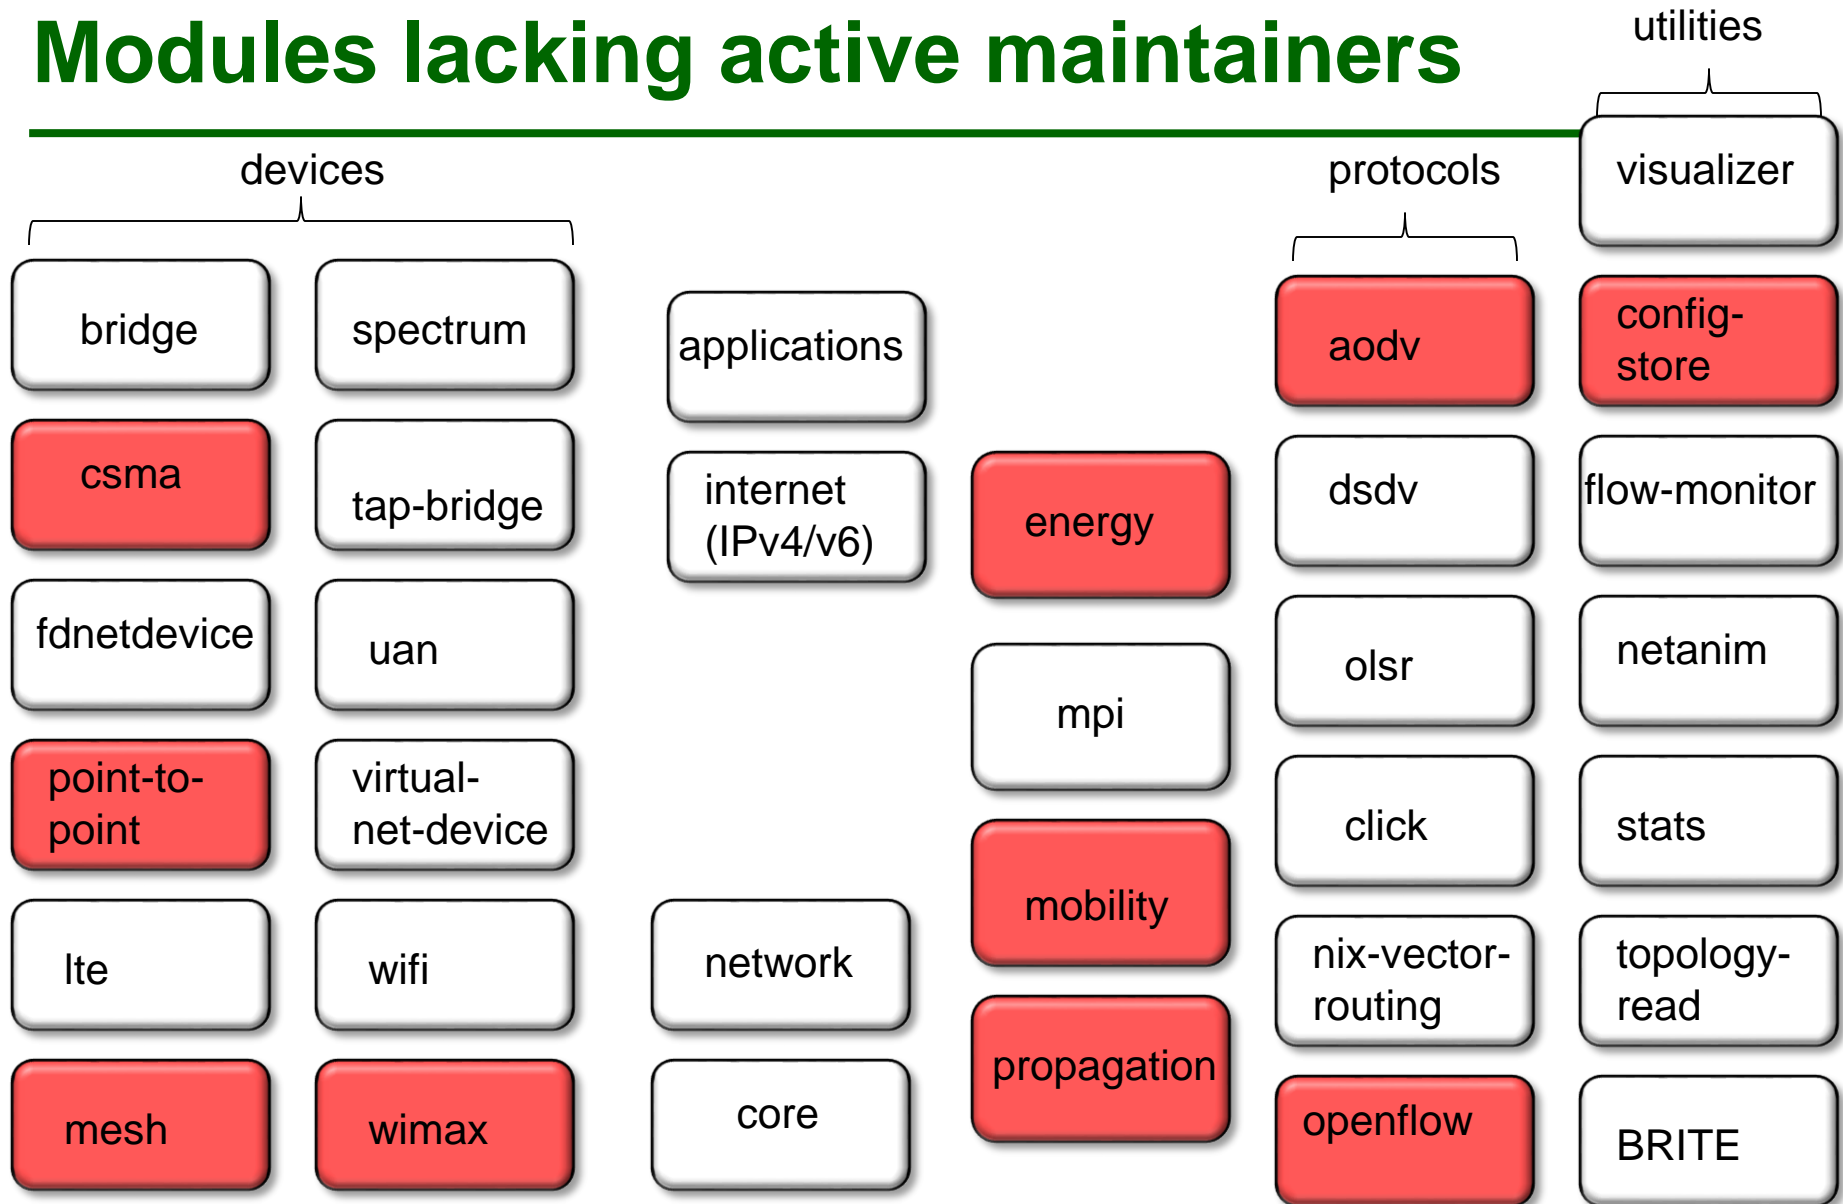 Modules lacking active maintainers
utilities
devices
protocols
visualizer
bridge
spectrum
applications
aodv
config-
store
csma
tap-bridge
internet
(IPv4/v6)
energy
dsdv
flow-monitor
fdnetdevice
uan
mpi
olsr
netanim
point-to-
point
virtual-
net-device
mobility
click
stats
lte
wifi
network
propagation
nix-vector-
routing
topology-
read
mesh
wimax
core
openflow
BRITE